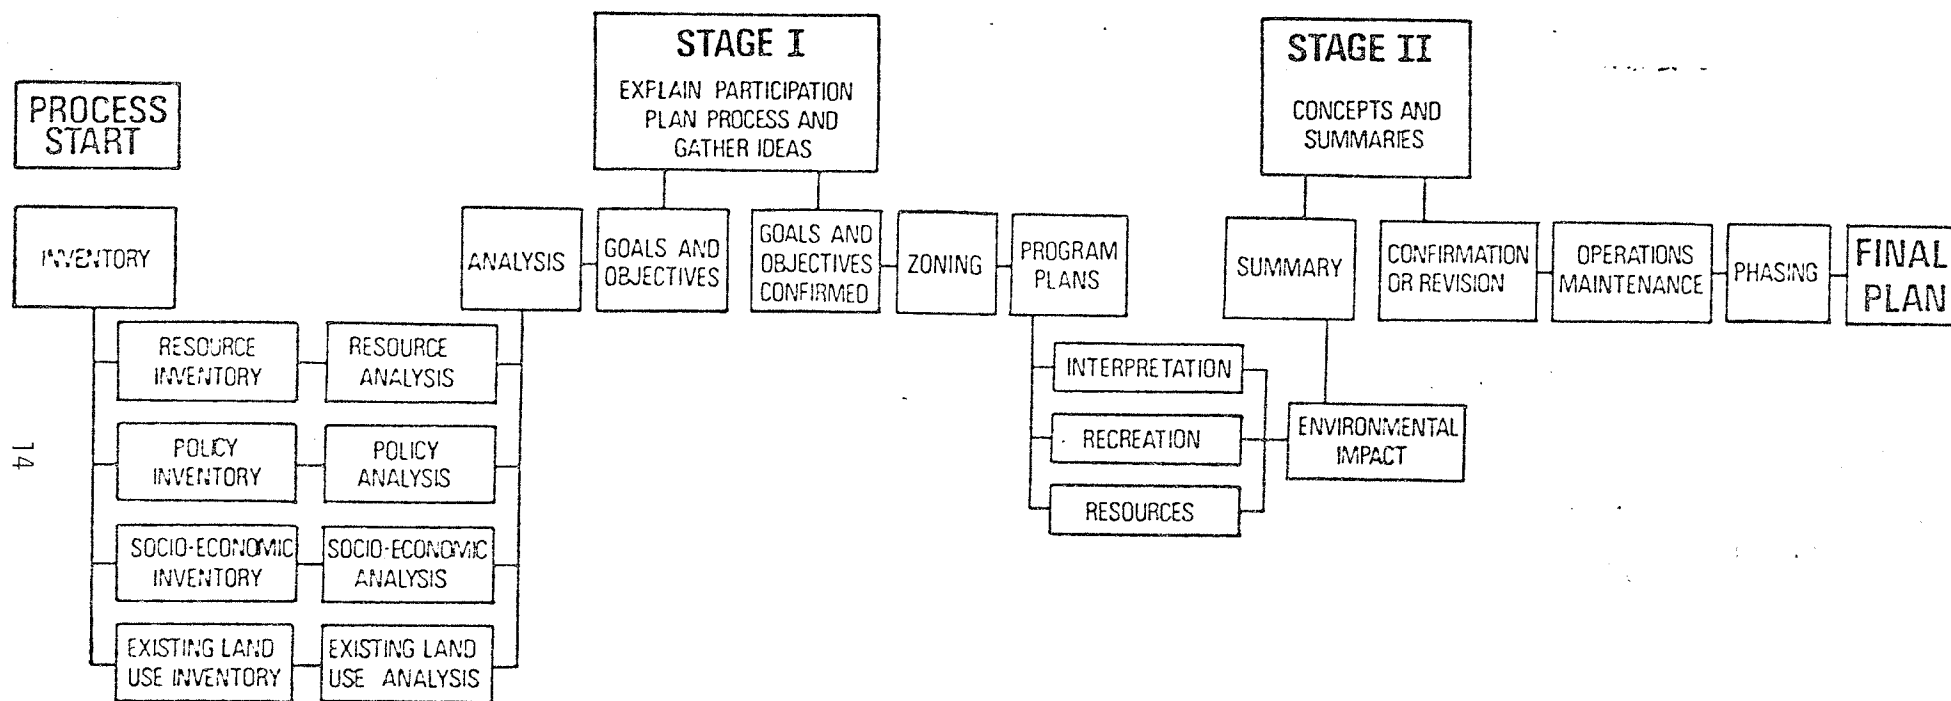 PROCESS
START
STAGE I
EXPLAIN PARTICIPATION
PLAN PROCESS AND
GATHER IDEAS
STAGE II
CONCEPTS AND
SUMMARIES
INVENTORY
ANALYSIS
GOALS AND
OBJECTIVES
GOALS AND
OBJECTIVES
CONFIRMED
ZONING
PROGRAM
PLANS
SUMMARY
CONFIRMATION
OR REVISION
OPERATIONS
MAINTENANCE
PHASING
FINAL
PLAN
RESOURCE
INVENTORY
RESOURCE
ANALYSIS
POLICY
INVENTORY
POLICY
ANALYSIS
SOCIO-ECONOMIC
INVENTORY
SOCIO-ECONOMIC
ANALYSIS
EXISTING LAND
USE INVENTORY
EXISTING LAND
USE ANALYSIS
INTERPRETATION
RECREATION
RESOURCES
ENVIRONMENTAL
IMPACT
14